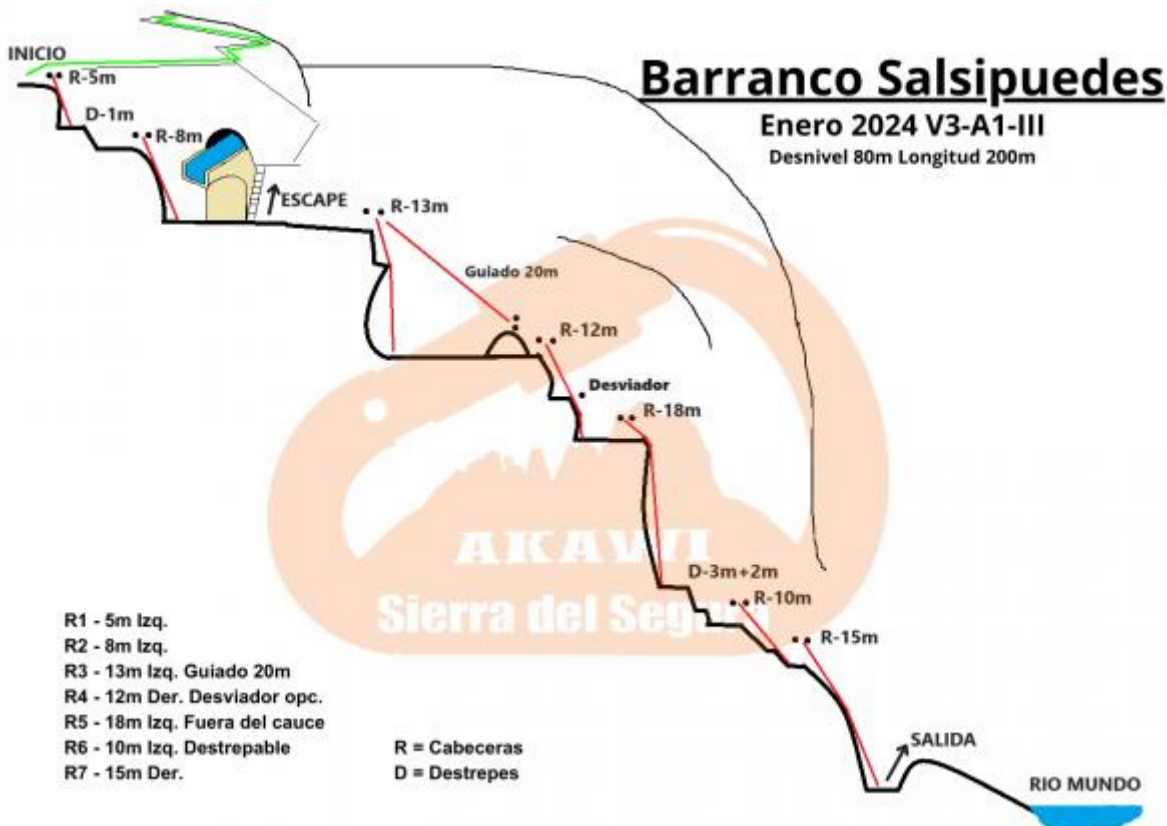 Barranco Salsipuedes
Enero 2024 V3-A1-III
Desnivel 80m Longitud 200m
INICIO
R-5m
D-1m
R-8m
ESCAPE
R-13m
Guiado 20m
R-12m
Desviador
R-18m
AKAWI
Sierra del Segura
D-3m+2m
R-10m
R-15m
SALIDA
RIO MUNDO
R1 - 5m Izq.
R2 - 8m Izq.
R3 - 13m Izq. Guiado 20m
R4 - 12m Der. Desviador opc.
R5 - 18m Izq. Fuera del cauce
R6 - 10m Izq. Destrepable
R7 - 15m Der.
R = Cabeceras
D = Destrepes